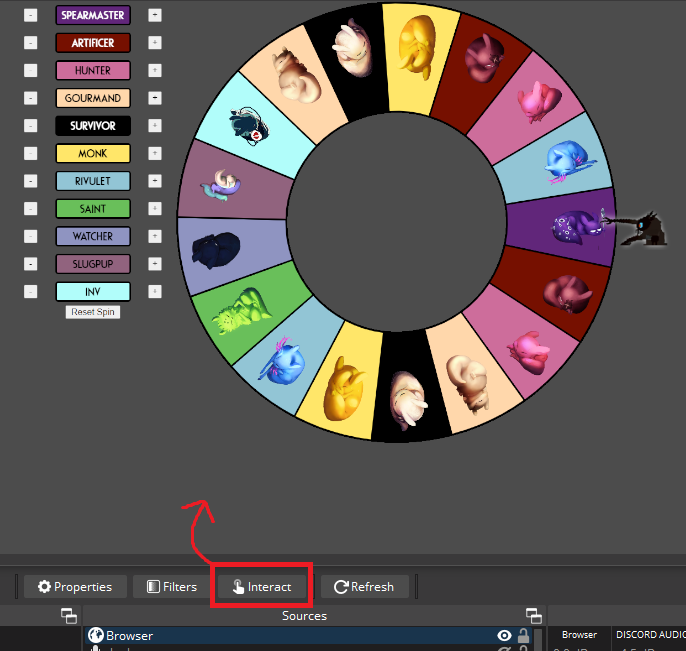 - SPEARMASTER +
- ARTIFICER +
- HUNTER +
- GOURMAND +
- SURVIVOR +
- MONK +
- RIVULET +
- SAINT +
- WATCHER +
- SLUGPUP +
- INV +
Reset Spin
Properties Filters Interact Refresh
Sources
Browser Browser DISCORD AUDIO